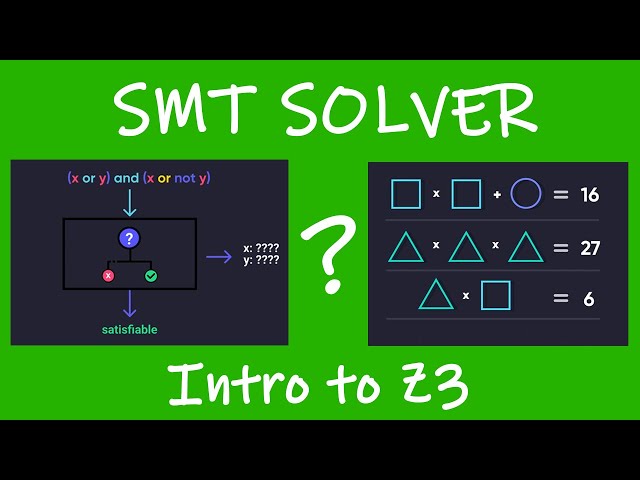 SMT SOLVER
(x or y) and (x or not y)
?
x: ????
y: ????
x
satisfiable
?
x + = 16
x x = 27
x = 6
Intro to Z3